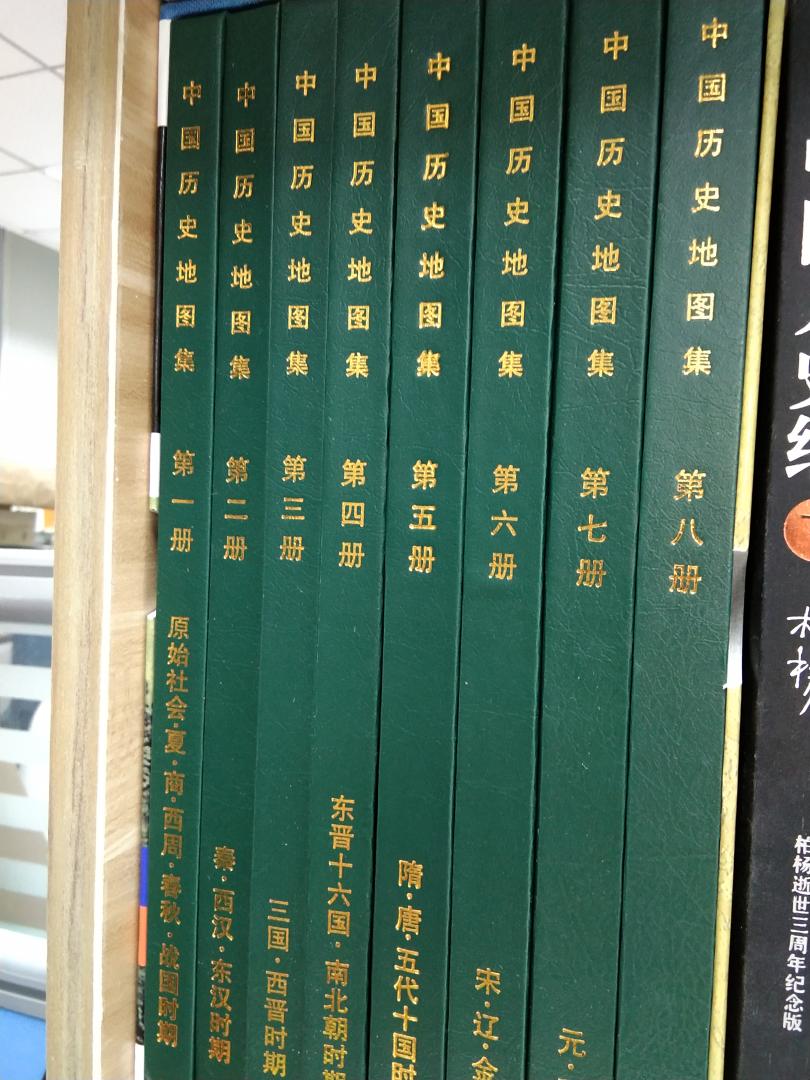 中国历史地图集 第一册 原始社会·夏·商·西周·春秋·战国时期
中国历史地图集 第二册 秦·西汉·东汉时期
中国历史地图集 第三册 三国·西晋时期
中国历史地图集 第四册 东晋十六国·南北朝时期
中国历史地图集 第五册 隋·唐·五代十国时
中国历史地图集 第六册 宋·辽·金
中国历史地图集 第七册 元·
中国历史地图集 第八册
柏杨逝世三周年纪念版